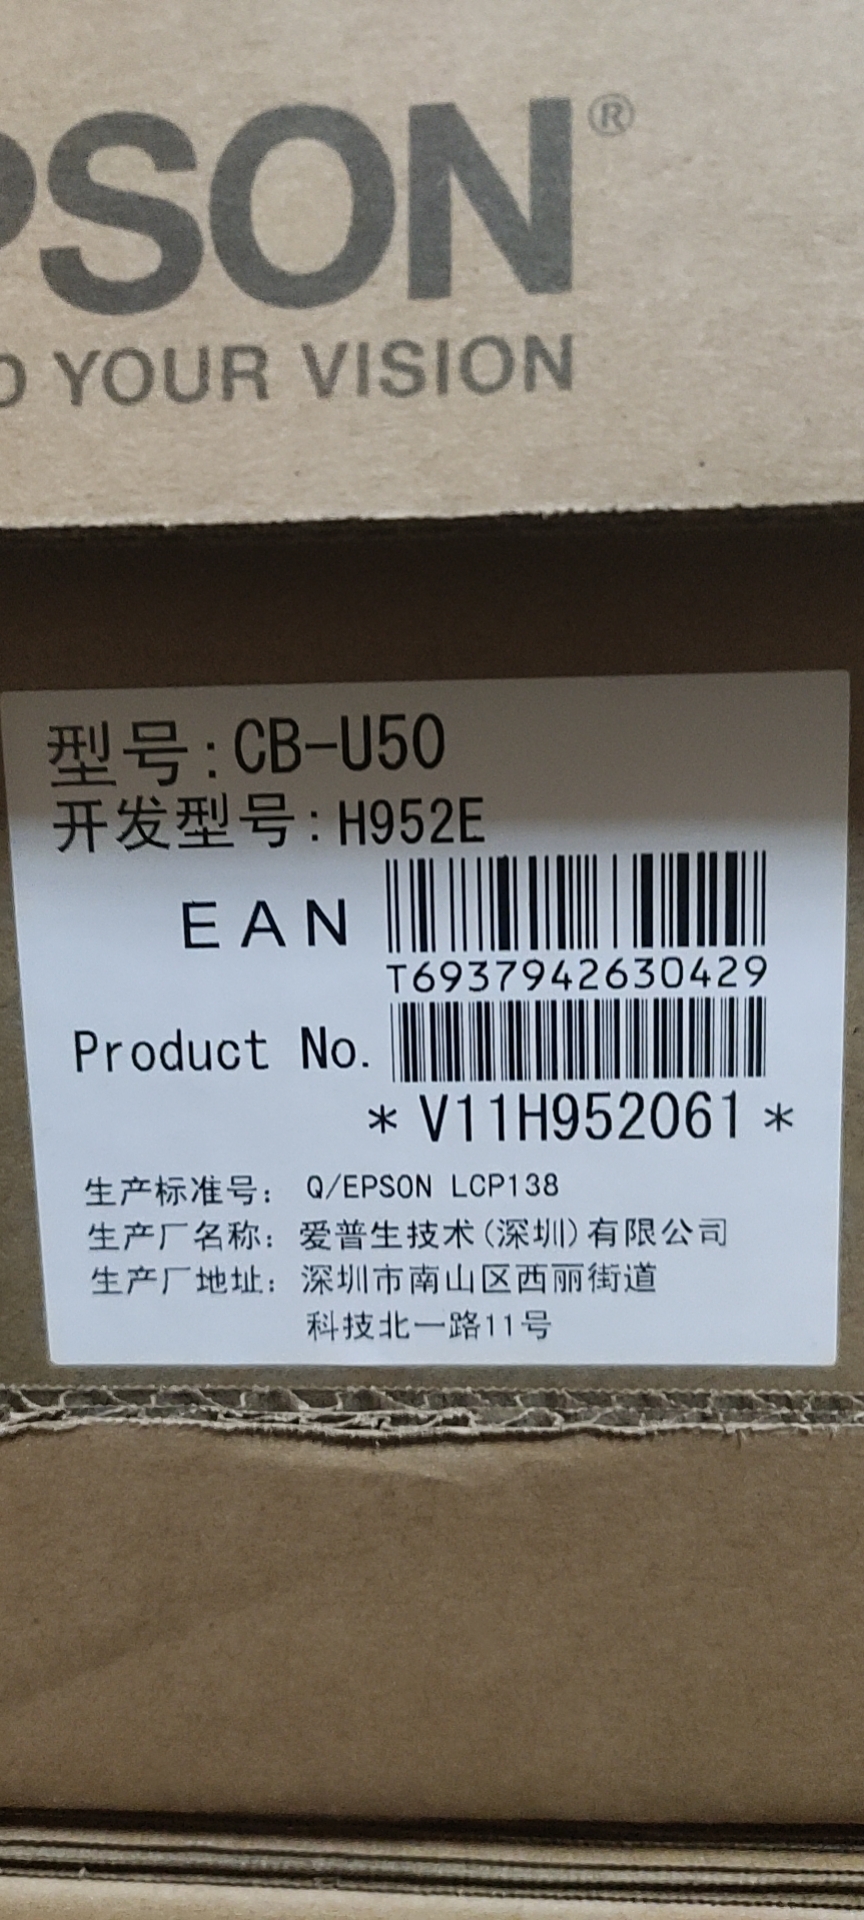 PSON®
YOUR VISION
型号:CB-U50
开发型号:H952E
EAN
T6937942630429
Product No.
*V11H952061*
生产标准号: Q/EPSON LCP138
生产厂名称: 爱普生技术(深圳)有限公司
生产厂地址: 深圳市南山区西丽街道
科技北一路11号